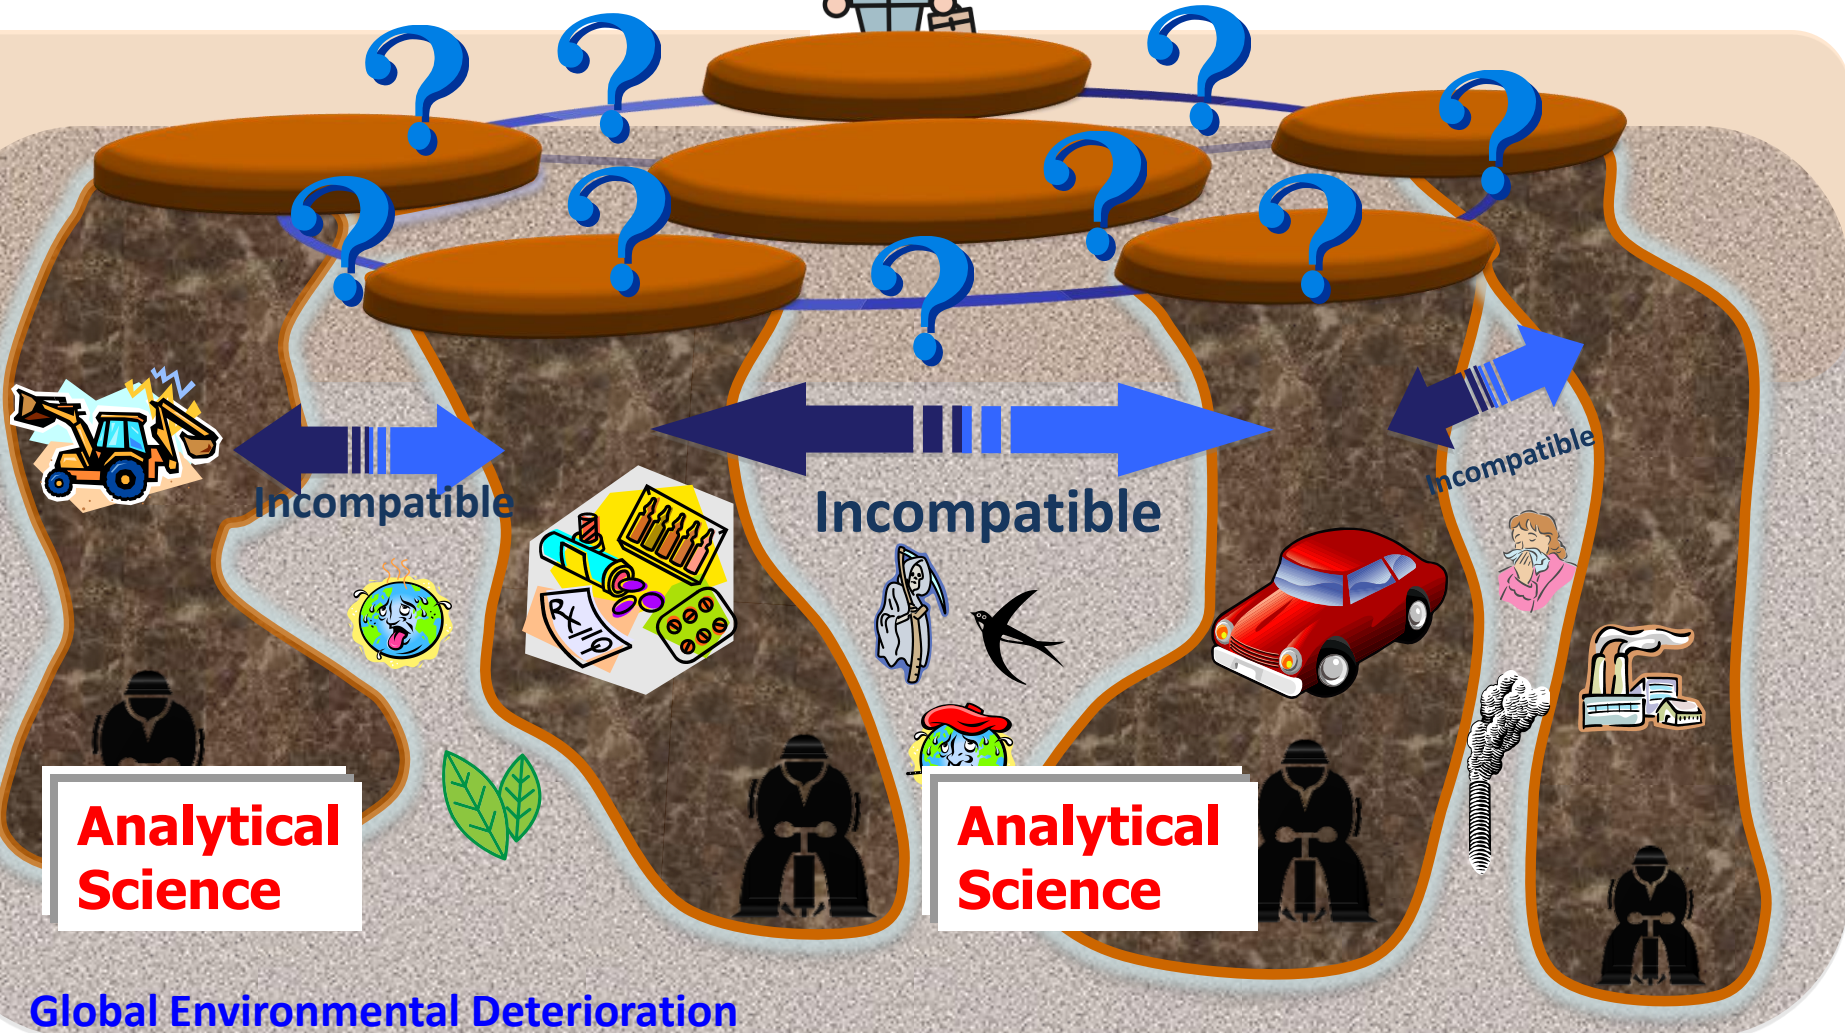 ?
?
?
?
?
?
?
?
?
Incompatible
Incompatible
Incompatible
Analytical
Science
Analytical
Science
Global Environmental Deterioration